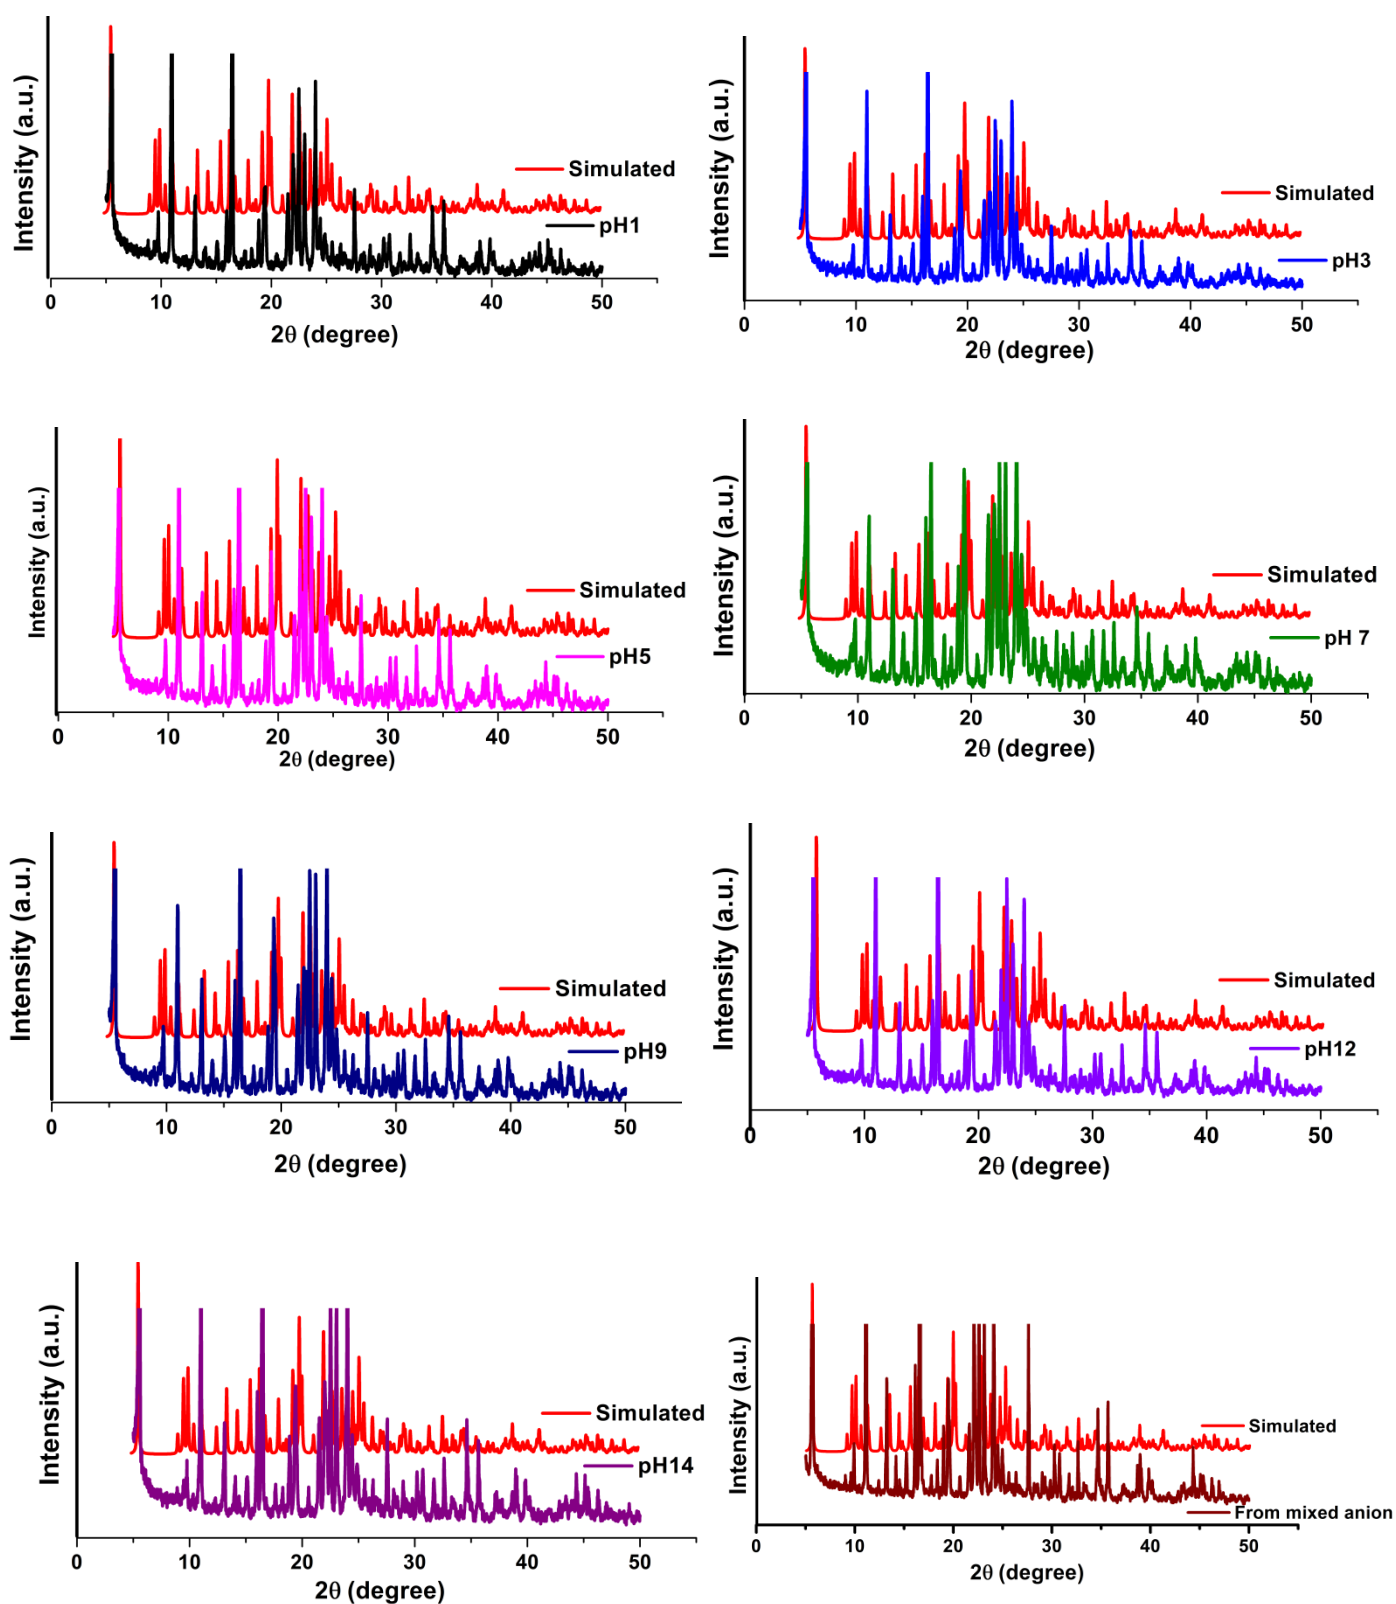 Intensity (a.u.)
Simulated
pH1
0 10 20 30 40 50
2θ (degree)
Intensity (a.u.)
Simulated
pH3
0 10 20 30 40 50
2θ (degree)
Intensity (a.u.)
Simulated
pH5
0 10 20 30 40 50
2θ (degree)
Intensity (a.u.)
Simulated
pH 7
0 10 20 30 40 50
2θ (degree)
Intensity (a.u.)
Simulated
pH9
0 10 20 30 40 50
2θ (degree)
Intensity (a.u.)
Simulated
pH12
0 10 20 30 40 50
2θ (degree)
Intensity (a.u.)
Simulated
pH14
0 10 20 30 40 50
2θ (degree)
Intensity (a.u.)
Simulated
From mixed anion
0 10 20 30 40 50
2θ (degree)